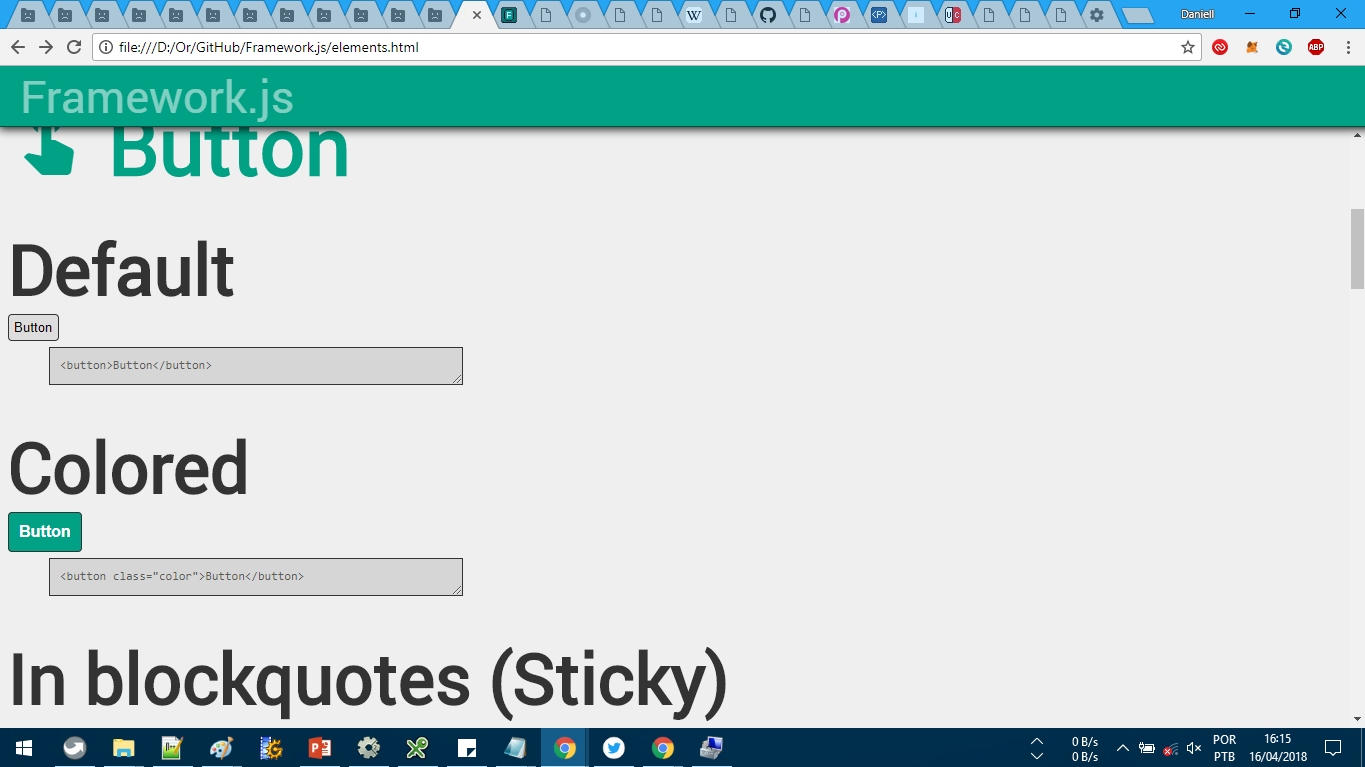 Daniell
file:///D:/Or/GitHub/Framework.js/elements.html
ABP
Framework.js
Button
Default
Button
<button>Button</button>
Colored
Button
<button class="color">Button</button>
In blockquotes (Sticky)
0 B/s
0 B/s
POR
PTB
16:15
16/04/2018